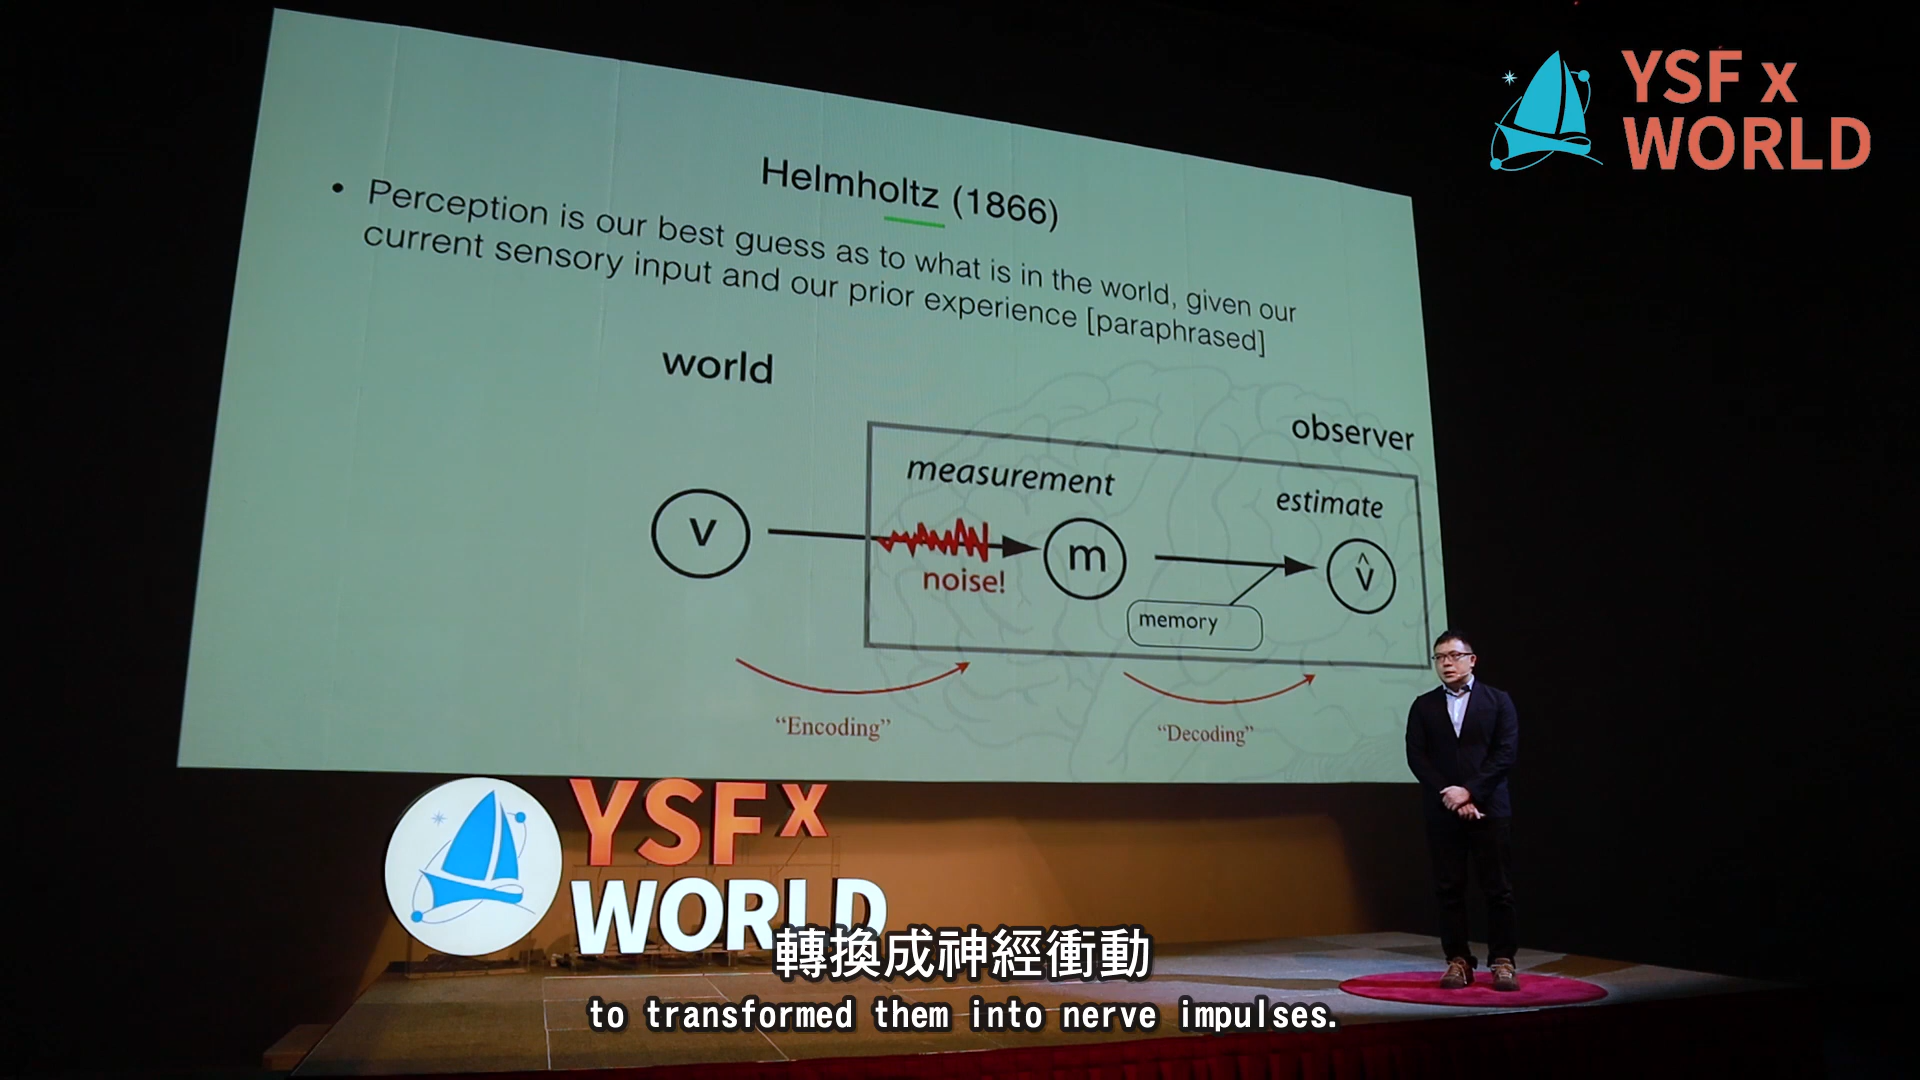 YSF x
WORLD
Helmholtz (1866)
• Perception is our best guess as to what is in the world, given our
current sensory input and our prior experience [paraphrased]
world
observer
measurement
estimate
v
m
v̂
noise!
memory
“Encoding”
“Decoding”
YSF x
WORLD
轉換成神經衝動
to transformed them into nerve impulses.